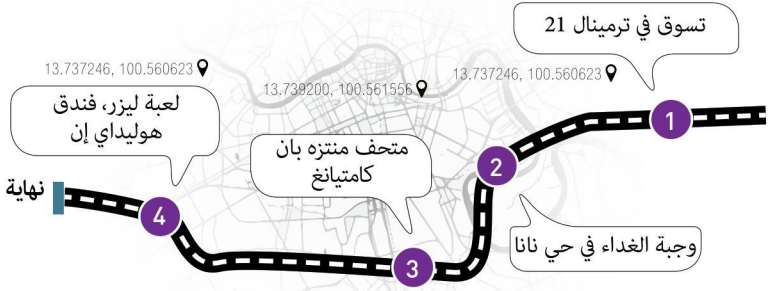 تسوق في ترمينال 21
13.737246, 100.560623
13.739200, 100.561556
13.737246, 100.560623
لعبة ليزر، فندق
هوليداي إن
متحف منتزه بان
كامتيانغ
1
2
نهاية
4
وجبة الغداء في حي نانا
3